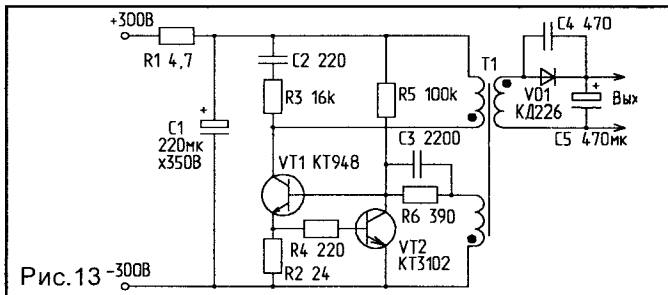 +300В
R1 4,7
C1
220мк
х350В
+
C2 220
R3 16k
VT1 КТ948
R4 220
R2 24
R5 100k
C3 2200
R6 390
VT2
КТ3102
T1
C4 470
VD1
КД226
+
Вых
C5 470мк
Рис.13
-300В